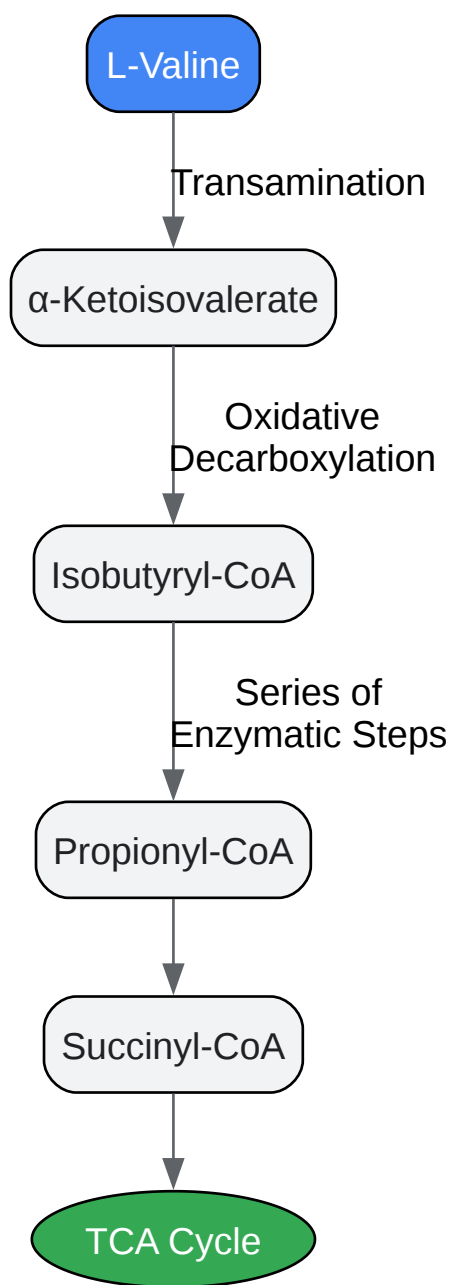 L-Valine
Transamination
α-Ketoisovalerate
Oxidative
Decarboxylation
Isobutyryl-CoA
Series of
Enzymatic Steps
Propionyl-CoA
Succinyl-CoA
TCA Cycle